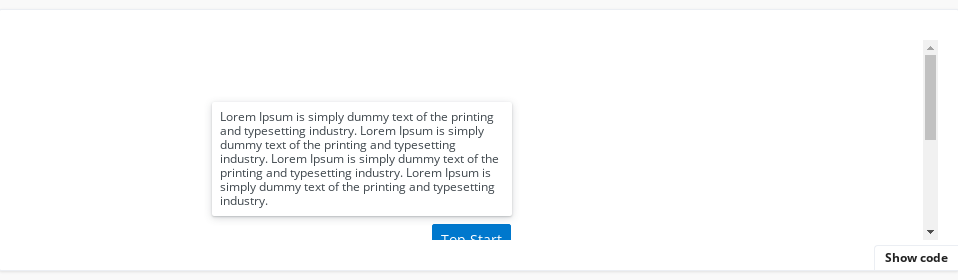 Lorem Ipsum is simply dummy text of the printing
and typesetting industry. Lorem Ipsum is simply
dummy text of the printing and typesetting
industry. Lorem Ipsum is simply dummy text of the
printing and typesetting industry. Lorem Ipsum is
simply dummy text of the printing and typesetting
industry.
Top Start
Show code